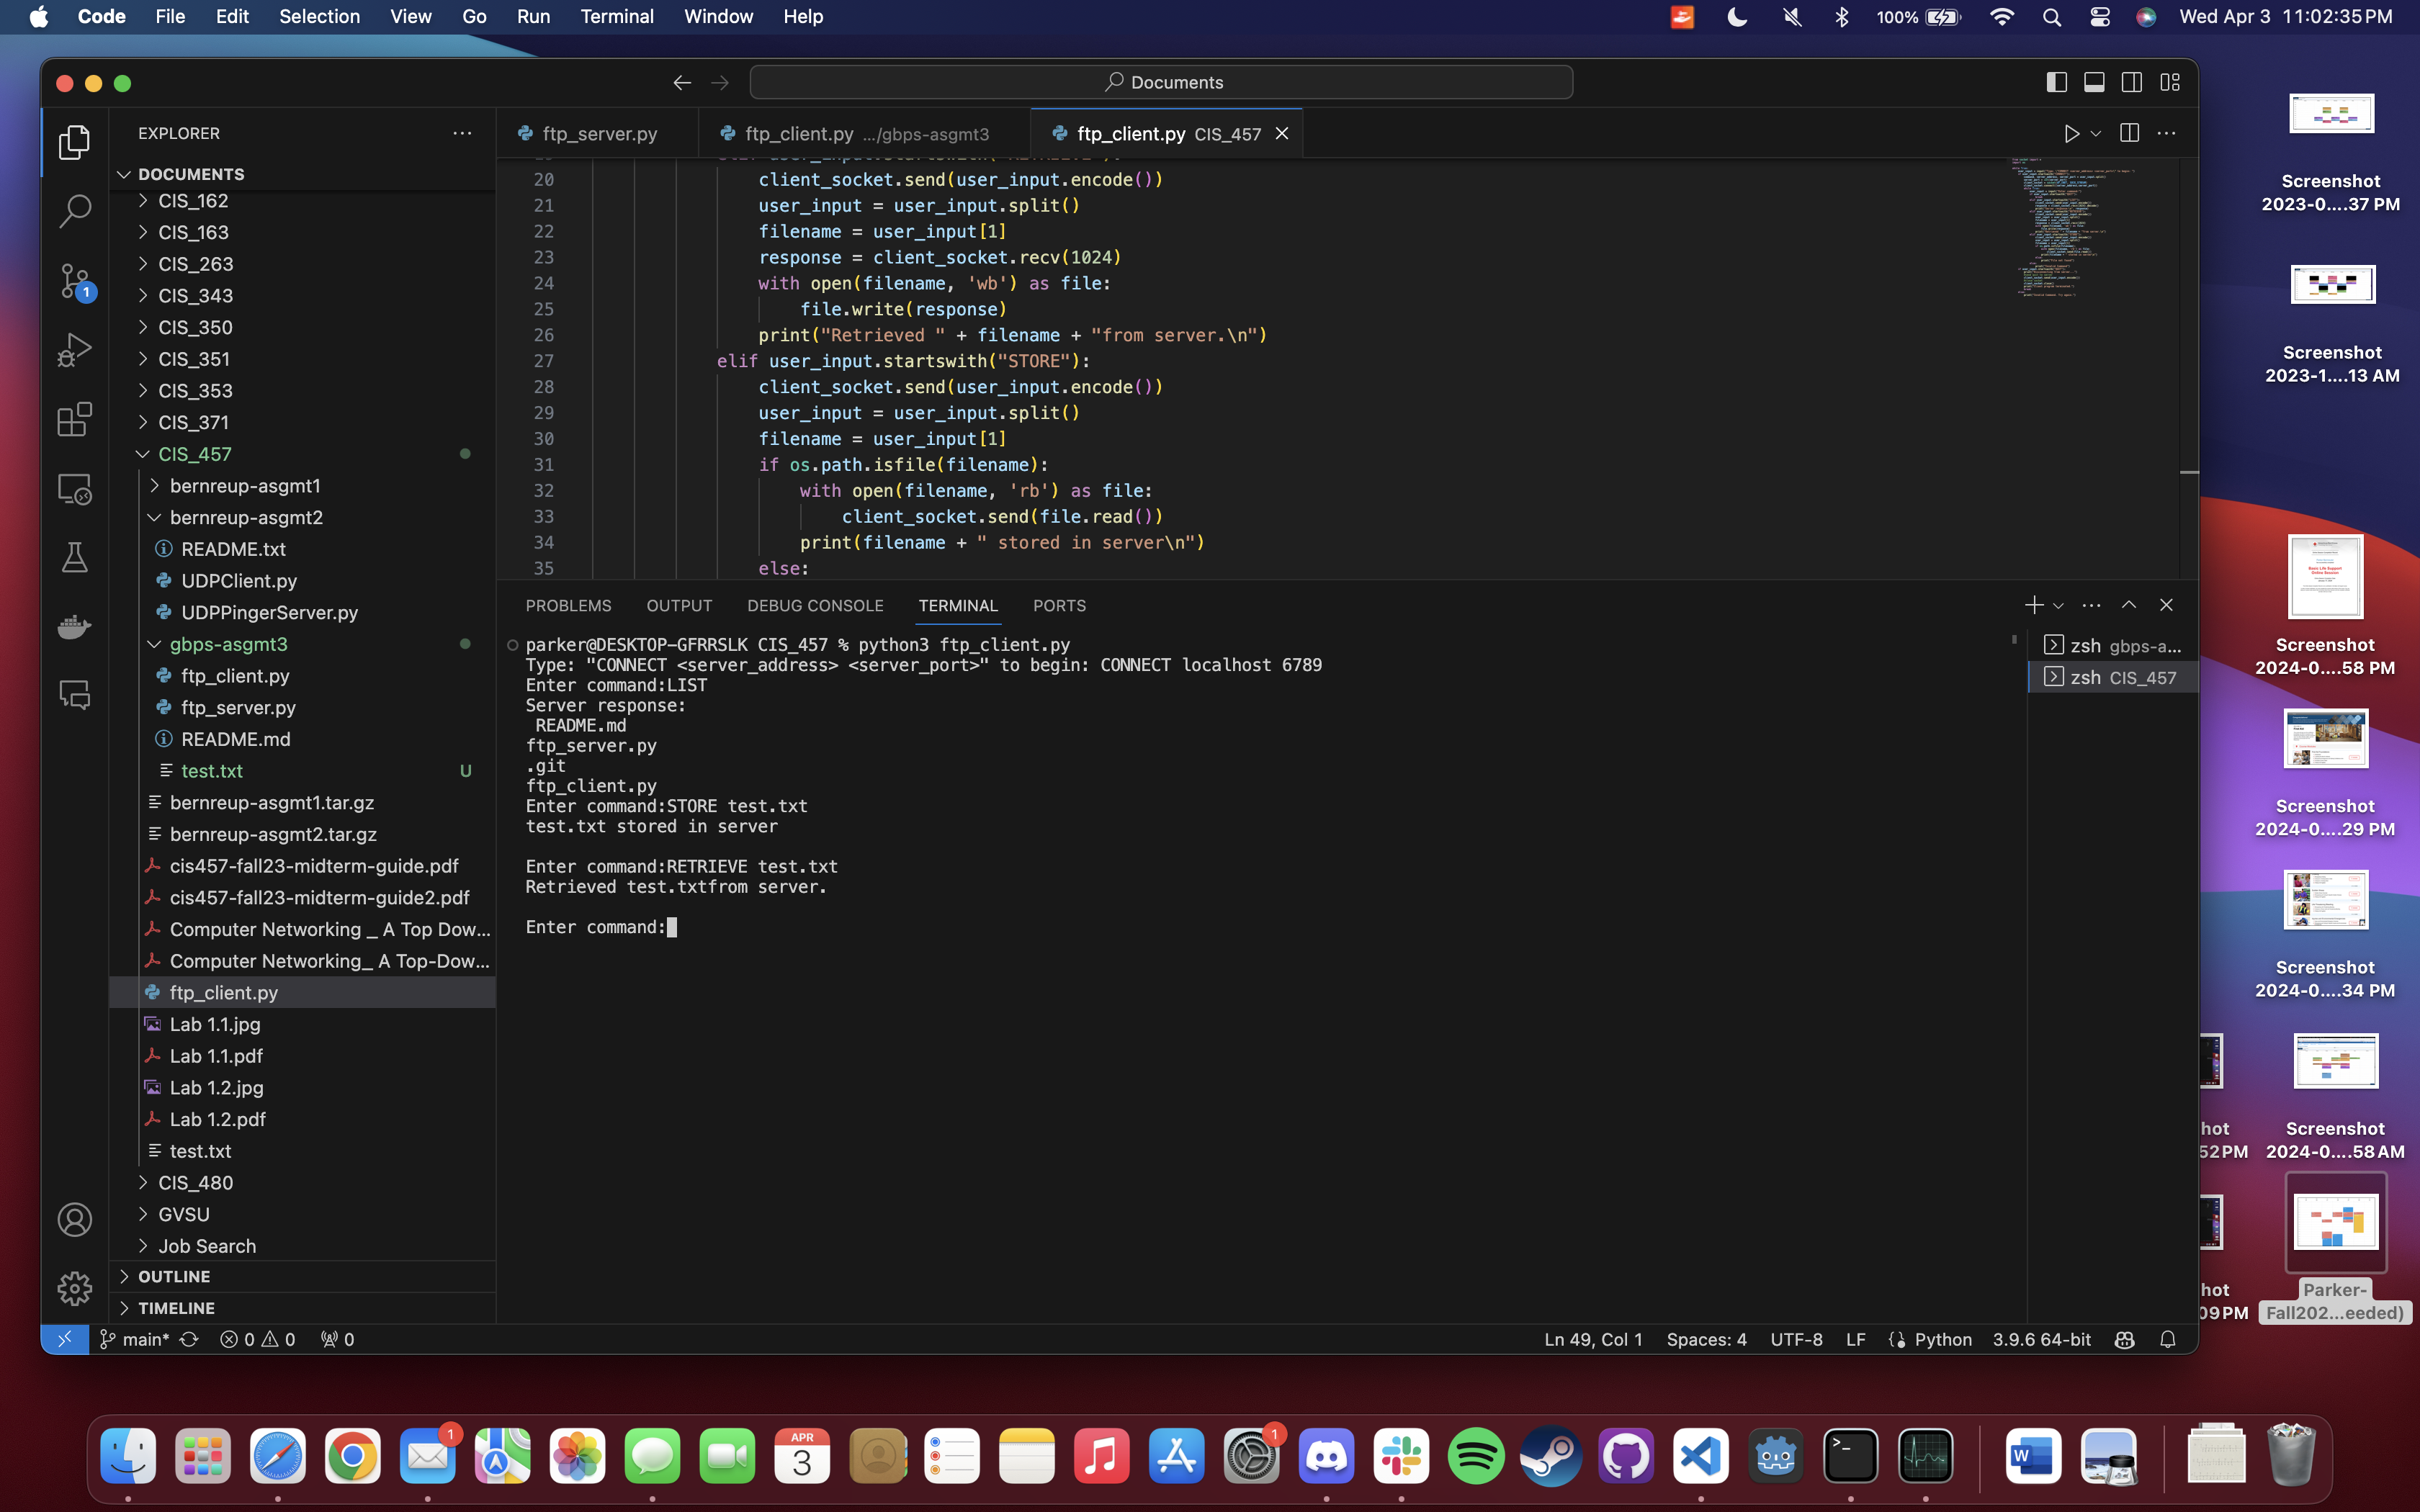 Code File Edit Selection View Go Run Terminal Window Help
100% Wed Apr 3 11:02:35 PM
Documents
EXPLORER
DOCUMENTS
CIS_162
CIS_163
CIS_263
CIS_343
CIS_350
CIS_351
CIS_353
CIS_371
CIS_457
bernreup-asgmt1
bernreup-asgmt2
README.txt
UDPClient.py
UDPPingerServer.py
gbps-asgmt3
ftp_client.py
ftp_server.py
README.md
test.txt U
bernreup-asgmt1.tar.gz
bernreup-asgmt2.tar.gz
cis457-fall23-midterm-guide.pdf
cis457-fall23-midterm-guide2.pdf
Computer Networking _ A Top Dow...
Computer Networking_ A Top-Dow...
ftp_client.py
Lab 1.1.jpg
Lab 1.1.pdf
Lab 1.2.jpg
Lab 1.2.pdf
test.txt
CIS_480
GVSU
Job Search
OUTLINE
TIMELINE
1
ftp_server.py
ftp_client.py .../gbps-asgmt3
ftp_client.py CIS_457
20 client_socket.send(user_input.encode())
21 user_input = user_input.split()
22 filename = user_input[1]
23 response = client_socket.recv(1024)
24 with open(filename, 'wb') as file:
25 file.write(response)
26 print("Retrieved " + filename + "from server.\n")
27 elif user_input.startswith("STORE"):
28 client_socket.send(user_input.encode())
29 user_input = user_input.split()
30 filename = user_input[1]
31 if os.path.isfile(filename):
32 with open(filename, 'rb') as file:
33 client_socket.send(file.read())
34 print(filename + " stored in server\n")
35 else:
PROBLEMS OUTPUT DEBUG CONSOLE TERMINAL PORTS
parker@DESKTOP-GFRRSLK CIS_457 % python3 ftp_client.py
Type: "CONNECT <server_address> <server_port>" to begin: CONNECT localhost 6789
Enter command:LIST
Server response:
README.md
ftp_server.py
.git
ftp_client.py
Enter command:STORE test.txt
test.txt stored in server
Enter command:RETRIEVE test.txt
Retrieved test.txtfrom server.
Enter command:
zsh gbps-a...
zsh CIS_457
main* 0 0 0
Ln 49, Col 1 Spaces: 4 UTF-8 LF Python 3.9.6 64-bit
Screenshot
2023-0....37 PM
Screenshot
2023-1....13 AM
Screenshot
2024-0....58 PM
Screenshot
2024-0....29 PM
Screenshot
2024-0....34 PM
hot
52 PM
Screenshot
2024-0....58 AM
hot
09 PM
Parker-
Fall202...eeded)
1
APR
3
1
W